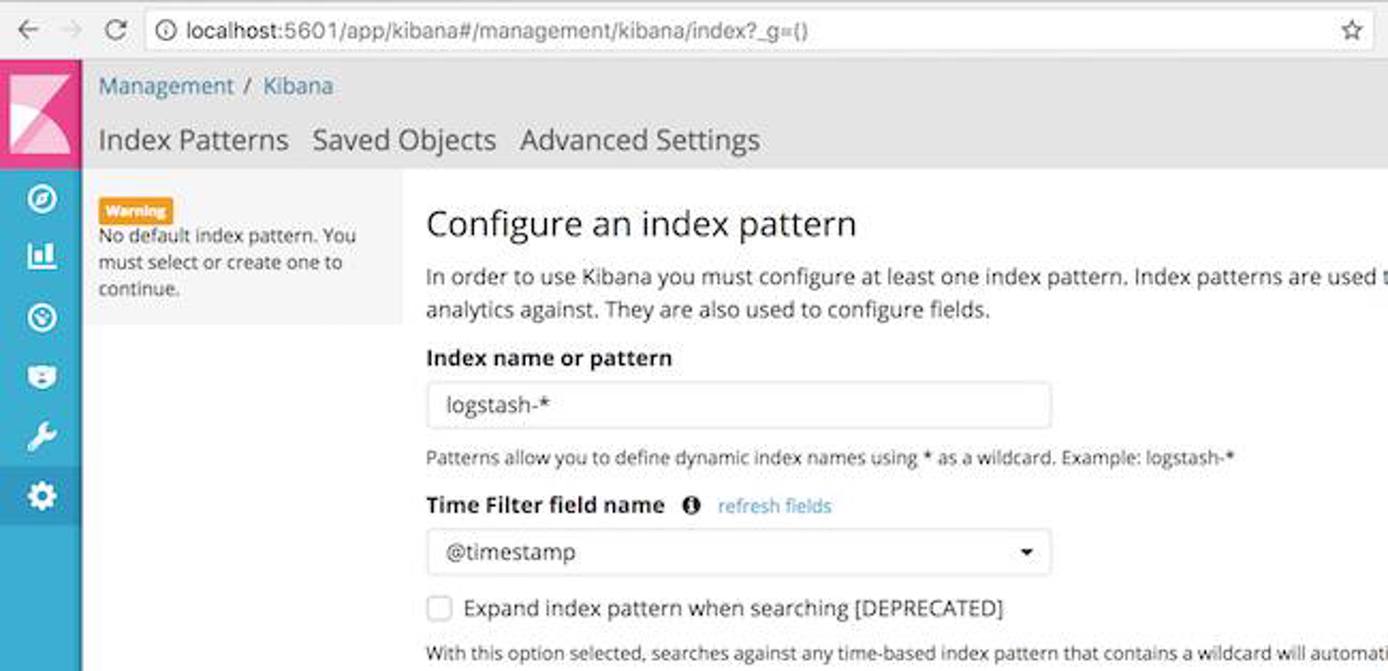 localhost:5601/app/kibana#/management/kibana/index?_g=()
Management / Kibana
Index Patterns Saved Objects Advanced Settings
Warning
No default index pattern. You
must select or create one to
continue.
Configure an index pattern
In order to use Kibana you must configure at least one index pattern. Index patterns are used
analytics against. They are also used to configure fields.
Index name or pattern
logstash-*
Patterns allow you to define dynamic index names using * as a wildcard. Example: logstash-*
Time Filter field name refresh fields
@timestamp
Expand index pattern when searching [DEPRECATED]
With this option selected, searches against any time-based index pattern that contains a wildcard will